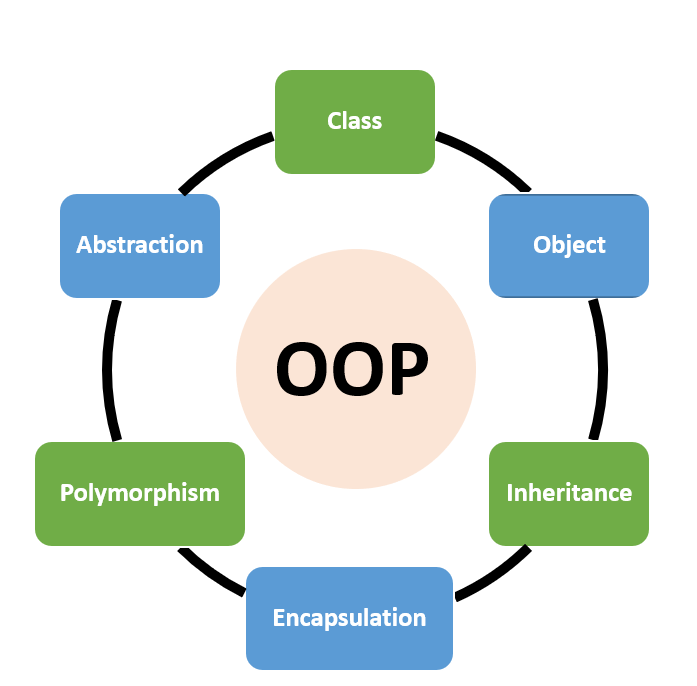 Class
Abstraction
Object
OOP
Polymorphism
Inheritance
Encapsulation